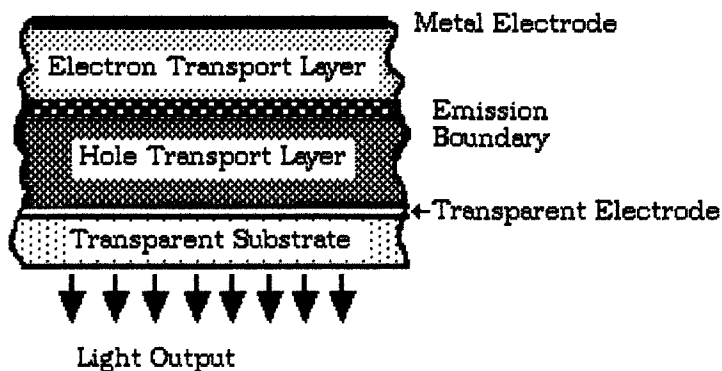 Metal Electrode
Electron Transport Layer
Emission
Boundary
Hole Transport Layer
Transparent Electrode
Transparent Substrate
Light Output